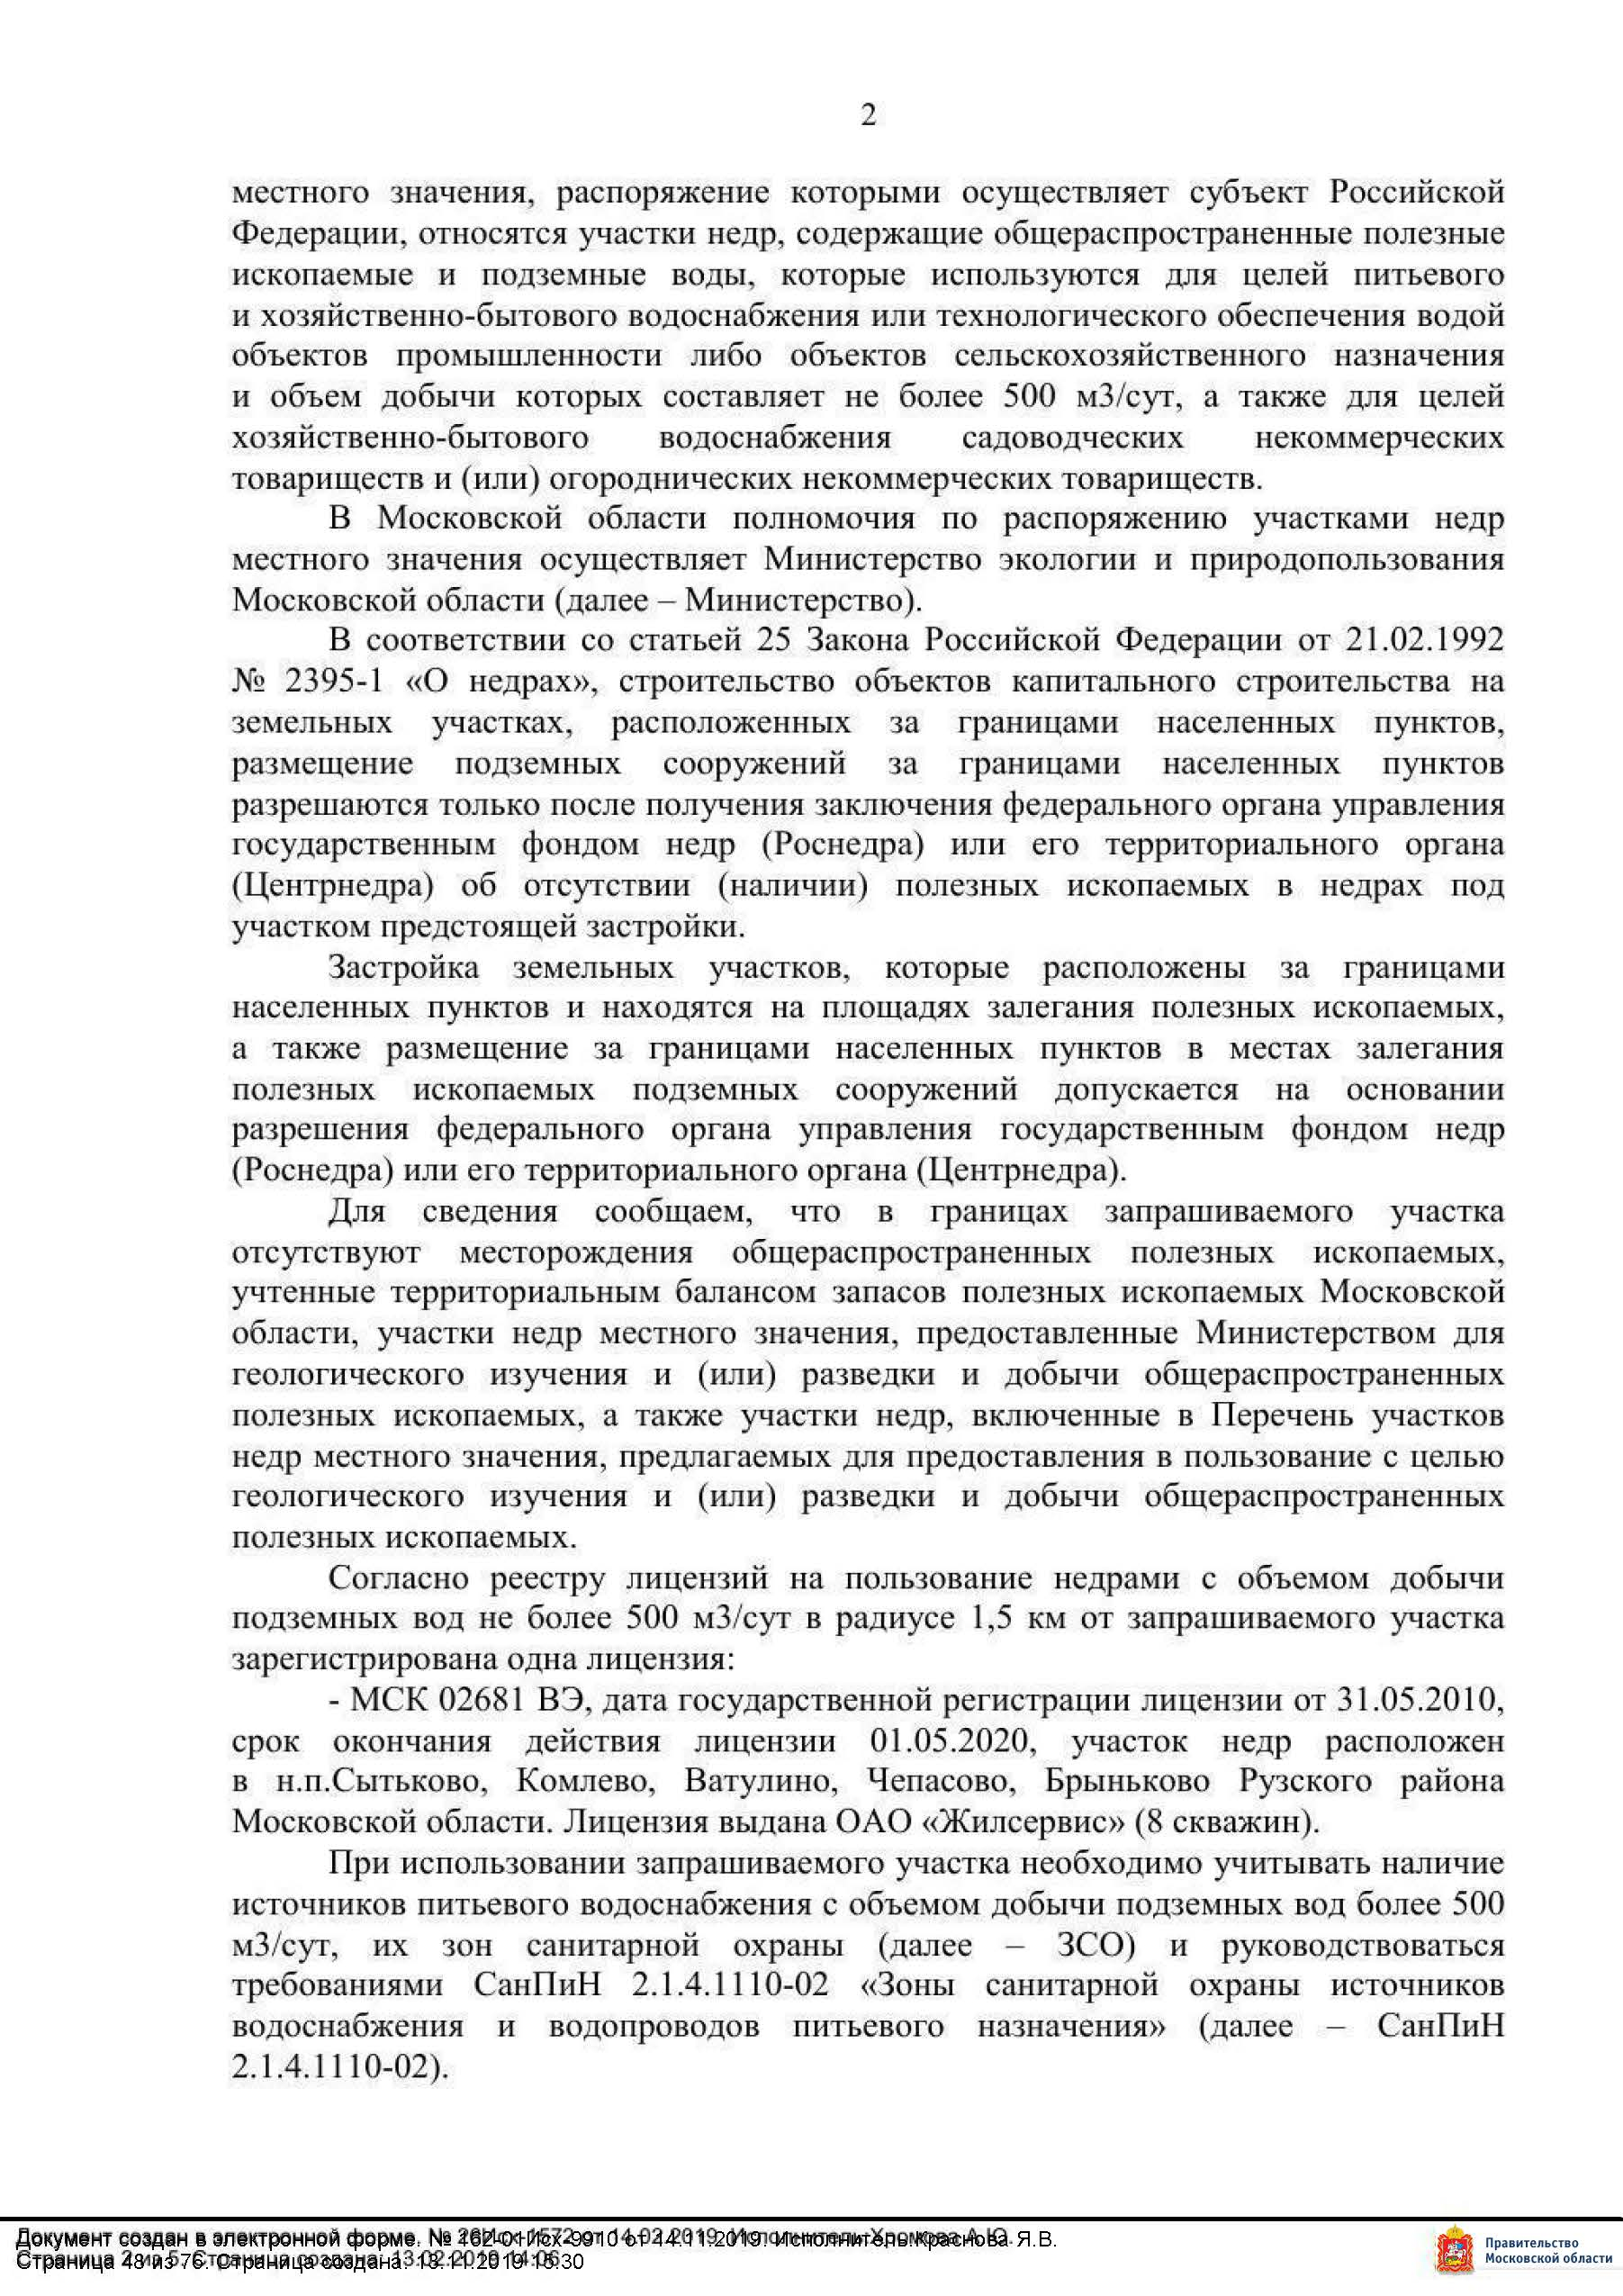 2
местного значения, распоряжение которыми осуществляет субъект Российской
Федерации, относятся участки недр, содержащие общераспространенные полезные
ископаемые и подземные воды, которые используются для целей питьевого
и хозяйственно-бытового водоснабжения или технологического обеспечения водой
объектов промышленности либо объектов сельскохозяйственного назначения
и объем добычи которых составляет не более 500 м3/сут, а также для целей
хозяйственно-бытового водоснабжения садоводческих некоммерческих
товариществ и (или) огороднических некоммерческих товариществ.
В Московской области полномочия по распоряжению участками недр
местного значения осуществляет Министерство экологии и природопользования
Московской области (далее – Министерство).
В соответствии со статьей 25 Закона Российской Федерации от 21.02.1992
№ 2395-1 «О недрах», строительство объектов капитального строительства на
земельных участках, расположенных за границами населенных пунктов,
размещение подземных сооружений за границами населенных пунктов
разрешаются только после получения заключения федерального органа управления
государственным фондом недр (Роснедра) или его территориального органа
(Центрнедра) об отсутствии (наличии) полезных ископаемых в недрах под
участком предстоящей застройки.
Застройка земельных участков, которые расположены за границами
населенных пунктов и находятся на площадях залегания полезных ископаемых,
а также размещение за границами населенных пунктов в местах залегания
полезных ископаемых подземных сооружений допускается на основании
разрешения федерального органа управления государственным фондом недр
(Роснедра) или его территориального органа (Центрнедра).
Для сведения сообщаем, что в границах запрашиваемого участка
отсутствуют месторождения общераспространенных полезных ископаемых,
учтенные территориальным балансом запасов полезных ископаемых Московской
области, участки недр местного значения, предоставленные Министерством для
геологического изучения и (или) разведки и добычи общераспространенных
полезных ископаемых, а также участки недр, включенные в Перечень участков
недр местного значения, предлагаемых для предоставления в пользование с целью
геологического изучения и (или) разведки и добычи общераспространенных
полезных ископаемых.
Согласно реестру лицензий на пользование недрами с объемом добычи
подземных вод не более 500 м3/сут в радиусе 1,5 км от запрашиваемого участка
зарегистрирована одна лицензия:
- МСК 02681 ВЭ, дата государственной регистрации лицензии от 31.05.2010,
срок окончания действия лицензии 01.05.2020, участок недр расположен
в н.п.Сытьково, Комлево, Ватулино, Чепасово, Брыньково Рузского района
Московской области. Лицензия выдана ОАО «Жилсервис» (8 скважин).
При использовании запрашиваемого участка необходимо учитывать наличие
источников питьевого водоснабжения с объемом добычи подземных вод более 500
м3/сут, их зон санитарной охраны (далее – ЗСО) и руководствоваться
требованиями СанПиН 2.1.4.1110-02 «Зоны санитарной охраны источников
водоснабжения и водопроводов питьевого назначения» (далее – СанПиН
2.1.4.1110-02).
Документ создан в электронной форме. № Исполнитель: Краснова Я.В.
Страница 48 из 76. Страница создана:
Правительство
Московской области